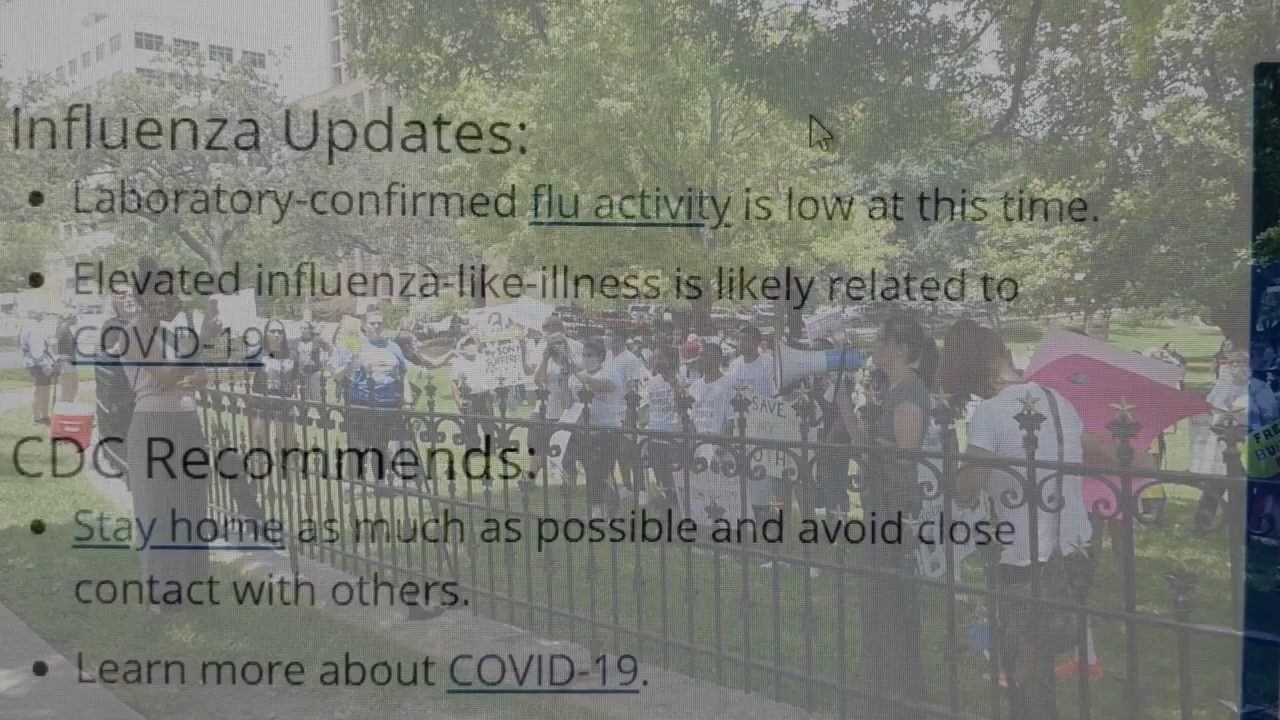 Influenza Updates:
• Laboratory-confirmed flu activity is low at this time.
• Elevated influenza-like-illness is likely related to
COVID-19.
CDC Recommends:
• Stay home as much as possible and avoid close
contact with others.
• Learn more about COVID-19.
SAVE